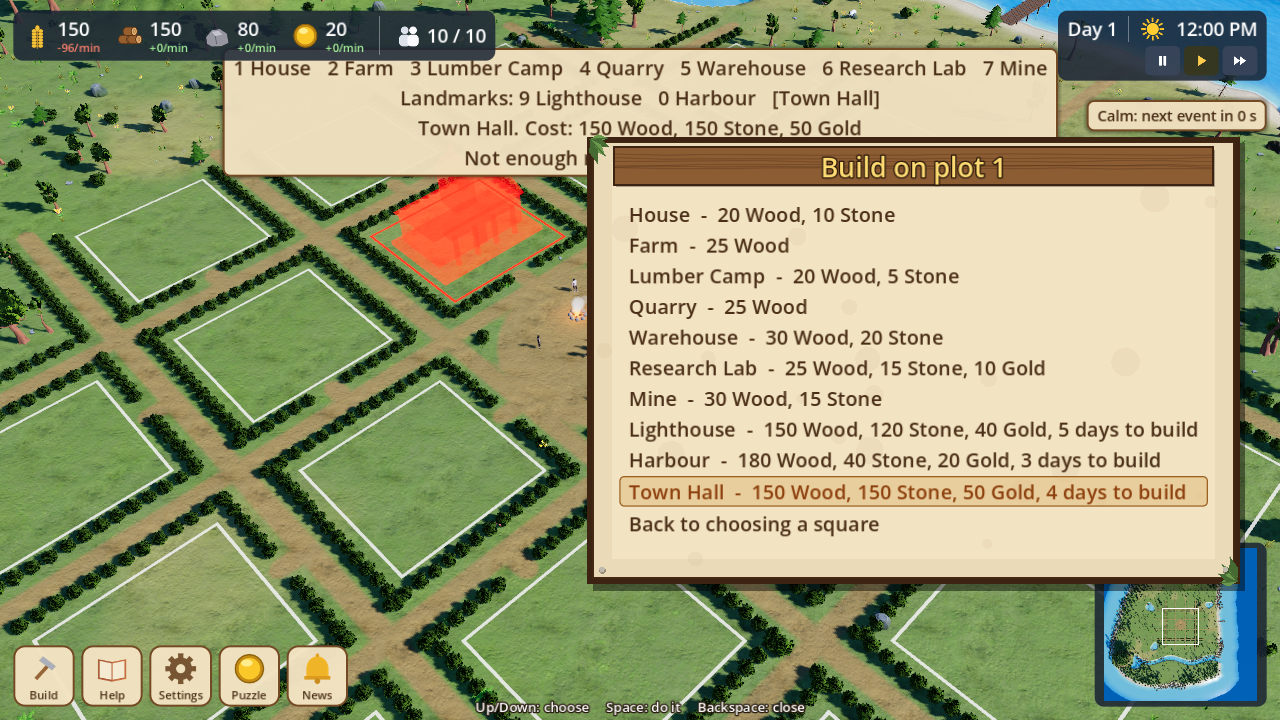 150 150 80 20 10 / 10
-96/min +0/min +0/min +0/min
Day 1 12:00 PM
1 House 2 Farm 3 Lumber Camp 4 Quarry 5 Warehouse 6 Research Lab 7 Mine
Landmarks: 9 Lighthouse 0 Harbour [Town Hall]
Town Hall. Cost: 150 Wood, 150 Stone, 50 Gold
Not enough
Calm: next event in 0 s
Build on plot 1
House - 20 Wood, 10 Stone
Farm - 25 Wood
Lumber Camp - 20 Wood, 5 Stone
Quarry - 25 Wood
Warehouse - 30 Wood, 20 Stone
Research Lab - 25 Wood, 15 Stone, 10 Gold
Mine - 30 Wood, 15 Stone
Lighthouse - 150 Wood, 120 Stone, 40 Gold, 5 days to build
Harbour - 180 Wood, 40 Stone, 20 Gold, 3 days to build
Town Hall - 150 Wood, 150 Stone, 50 Gold, 4 days to build
Back to choosing a square
Build Help Settings Puzzle News
Up/Down: choose Space: do it Backspace: close